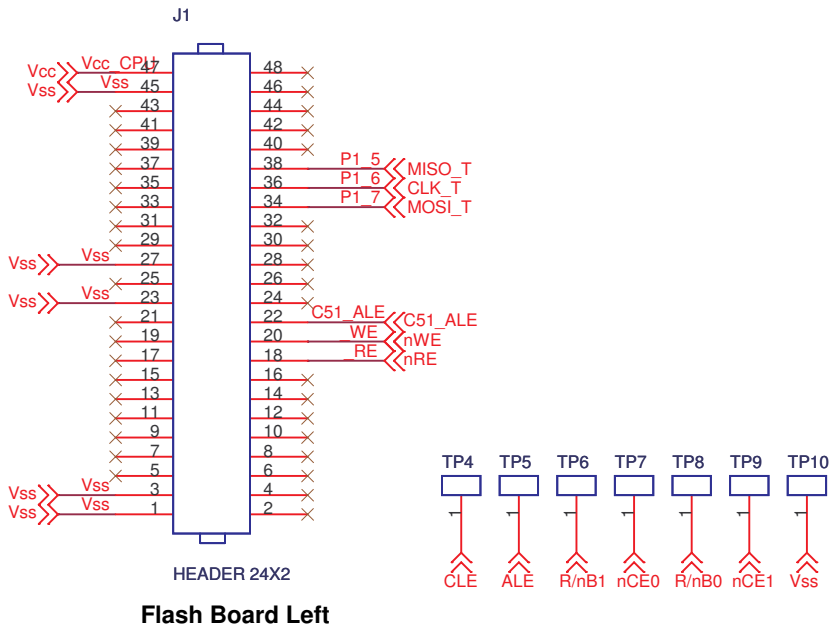 J1
Vcc Vcc_CPU 47 48
Vss Vss 45 46
43 44
41 42
39 40
37 38 P1_5 MISO_T
35 36 P1_6 CLK_T
33 34 P1_7 MOSI_T
31 32
29 30
Vss Vss 27 28
25 26
Vss Vss 23 24
21 22 C51_ALE C51_ALE
19 20 _WE nWE
17 18 _RE nRE
15 16
13 14
11 12
9 10
7 8
5 6
Vss Vss 3 4
Vss Vss 1 2
HEADER 24X2
Flash Board Left
TP4 TP5 TP6 TP7 TP8 TP9 TP10
1 1 1 1 1 1 1
CLE ALE R/nB1 nCE0 R/nB0 nCE1 Vss